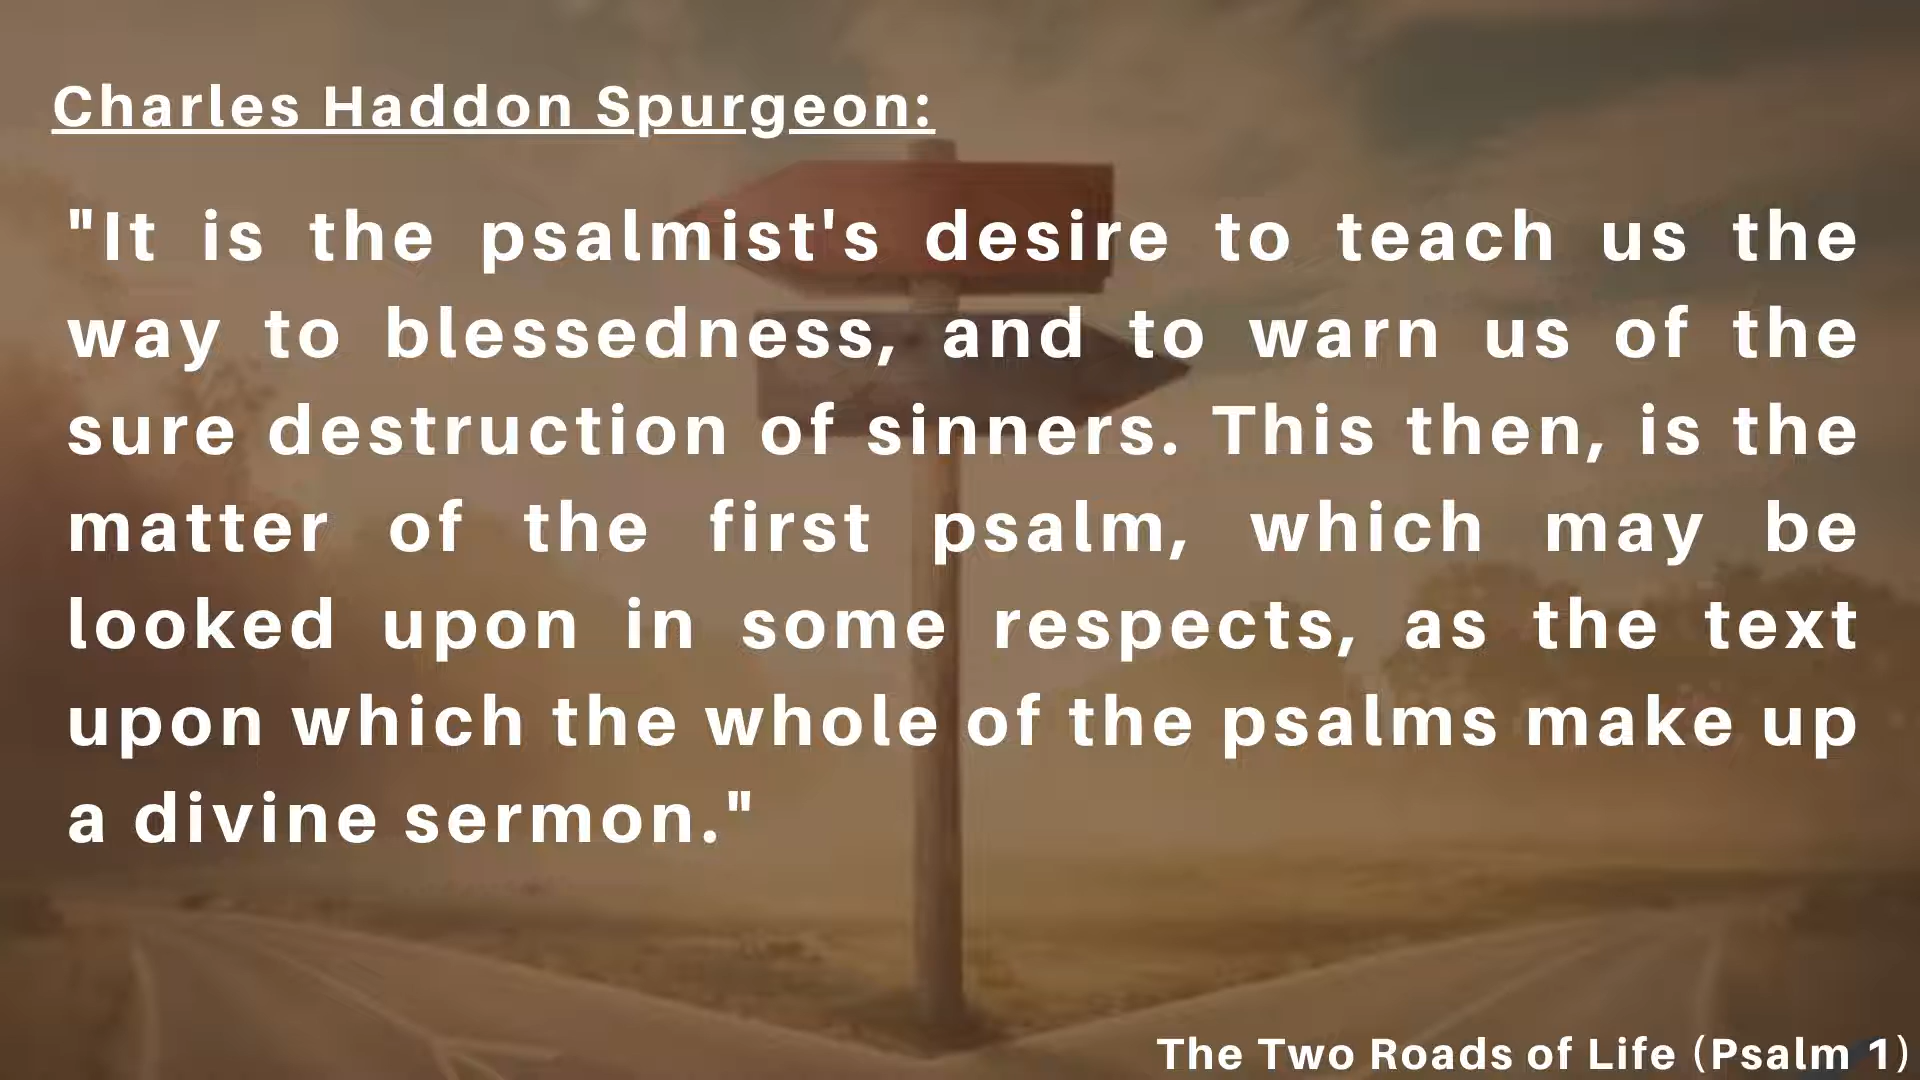 Charles Haddon Spurgeon:
"It is the psalmist's desire to teach us the
way to blessedness, and to warn us of the
sure destruction of sinners. This then, is the
matter of the first psalm, which may be
looked upon in some respects, as the text
upon which the whole of the psalms make up
a divine sermon."
The Two Roads of Life (Psalm 1)